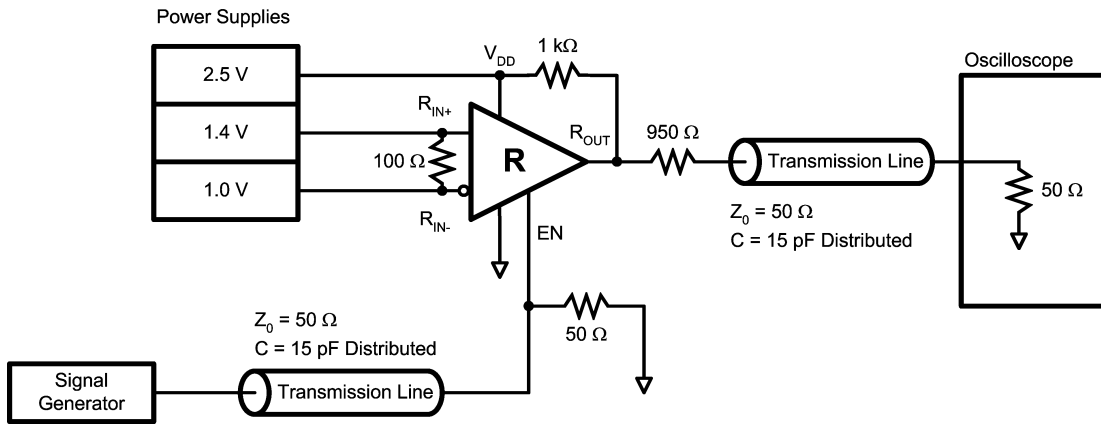 Power Supplies
2.5 V
1.4 V
1.0 V
V_DD
1 kΩ
R_IN+
100 Ω
R_IN-
R
R_OUT
EN
950 Ω
Transmission Line
Z_0 = 50 Ω
C = 15 pF Distributed
Oscilloscope
50 Ω
50 Ω
Z_0 = 50 Ω
C = 15 pF Distributed
Transmission Line
Signal
Generator